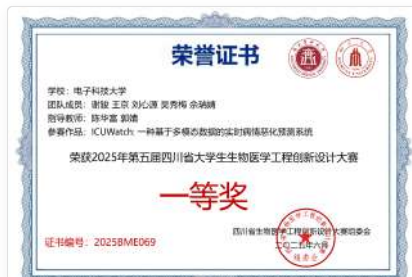 荣誉证书
学校：电子科技大学
团队成员：谢骏 王京 刘心源 吴秀梅 余
指导教师：陈华富 郭
参赛作品：ICUWatch: 一种基于多模态数据的实时病情恶化预测系统
荣获2025年第五届四川省大学生生物医学工程创新设计大赛
一等奖
四川省生物医学工程创新设计大赛组委会
证书编号：2025BME069
二〇二五年六月